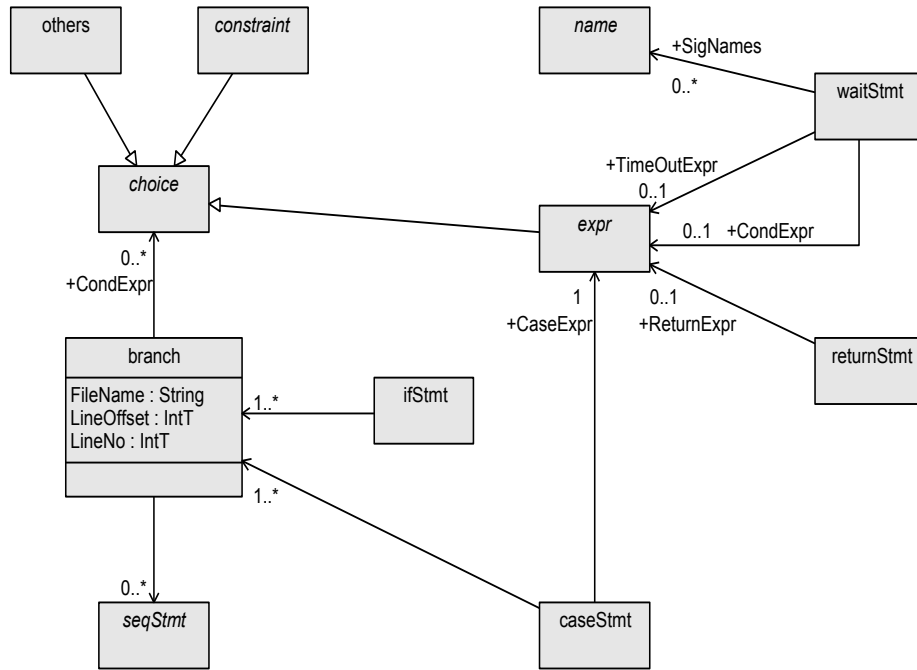 others
constraint
name
+SigNames
0..*
waitStmt
choice
+TimeOutExpr
0..1
expr
0..1 +CondExpr
0..*
+CondExpr
1
+CaseExpr
0..1
+ReturnExpr
branch
FileName : String
LineOffset : IntT
LineNo : IntT
1..*
ifStmt
returnStmt
1..*
0..*
seqStmt
caseStmt